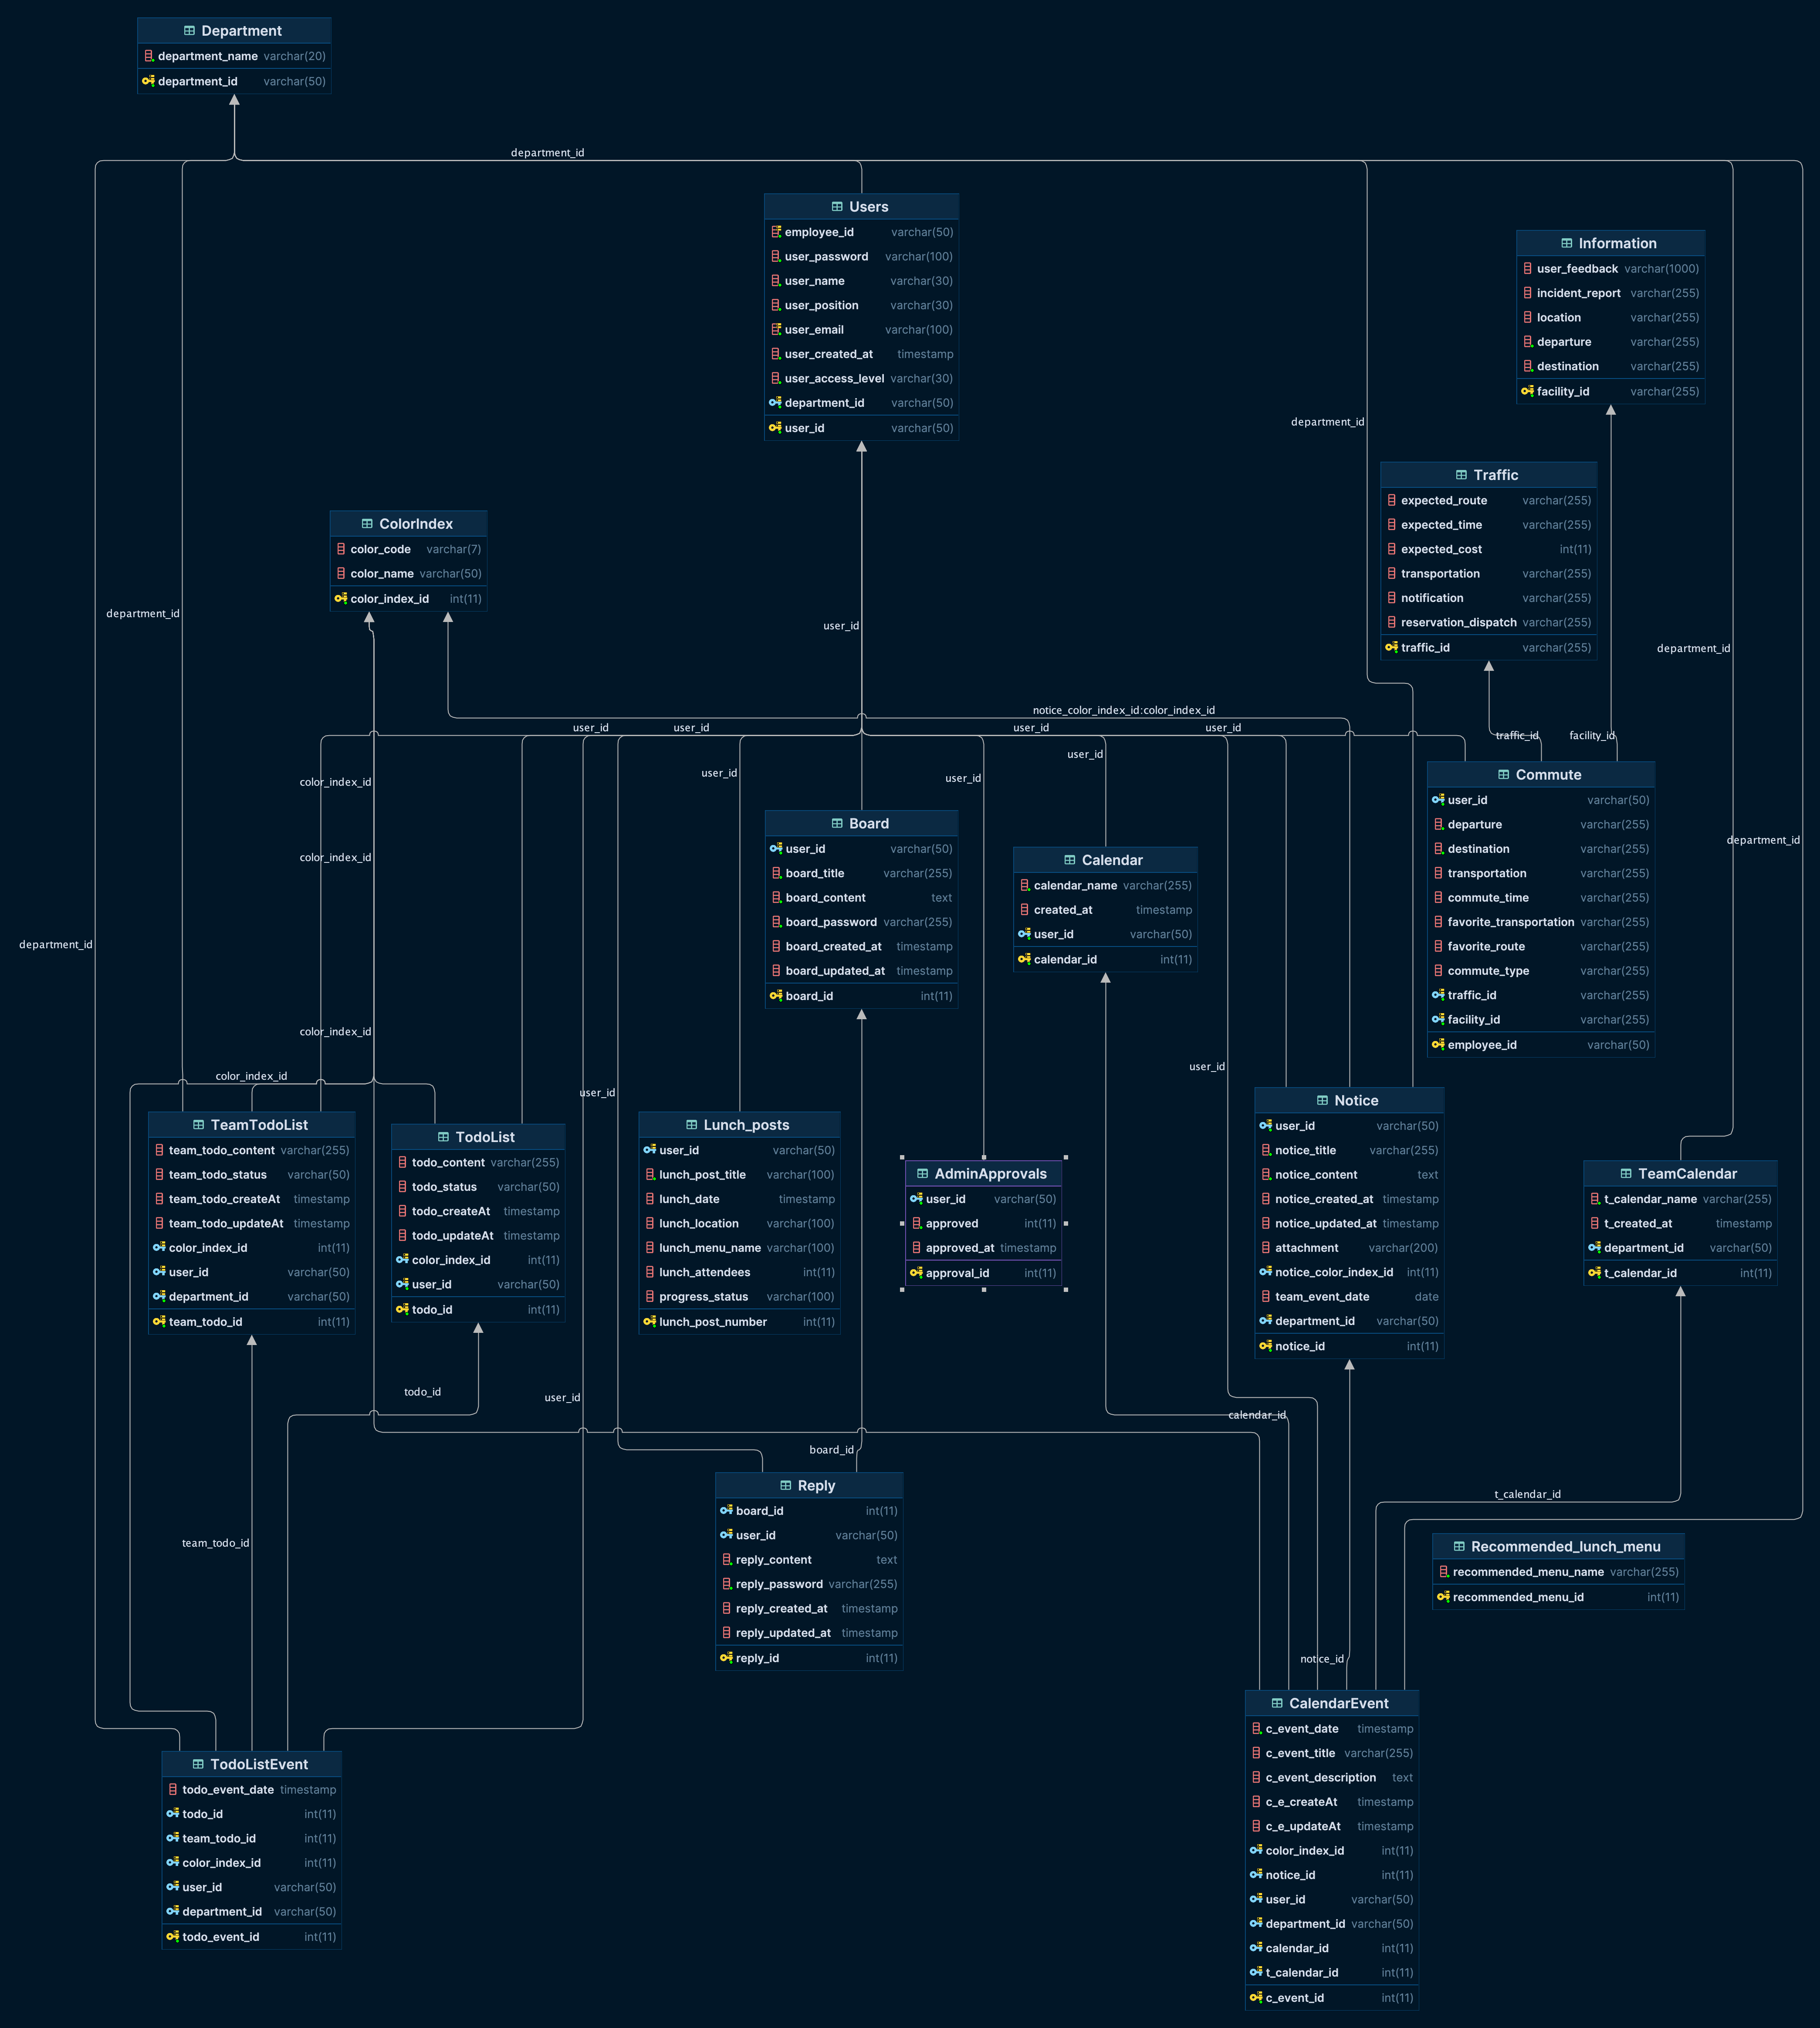 Department
department_name varchar(20)
department_id varchar(50)
department_id
Users
employee_id varchar(50)
user_password varchar(100)
user_name varchar(30)
user_position varchar(30)
user_email varchar(100)
user_created_at timestamp
user_access_level varchar(30)
department_id varchar(50)
user_id varchar(50)
Information
user_feedback varchar(1000)
incident_report varchar(255)
location varchar(255)
departure varchar(255)
destination varchar(255)
facility_id varchar(255)
department_id
Traffic
expected_route varchar(255)
expected_time varchar(255)
expected_cost int(11)
transportation varchar(255)
notification varchar(255)
reservation_dispatch varchar(255)
traffic_id varchar(255)
ColorIndex
color_code varchar(7)
color_name varchar(50)
color_index_id int(11)
department_id
user_id
department_id
notice_color_index_id:color_index_id
user_id
user_id
user_id
user_id
traffic_id
facility_id
user_id
user_id
user_id
color_index_id
department_id
color_index_id
department_id
color_index_id
color_index_id
user_id
user_id
Board
user_id varchar(50)
board_title varchar(255)
board_content text
board_password varchar(255)
board_created_at timestamp
board_updated_at timestamp
board_id int(11)
Calendar
calendar_name varchar(255)
created_at timestamp
user_id varchar(50)
calendar_id int(11)
Commute
user_id varchar(50)
departure varchar(255)
destination varchar(255)
transportation varchar(255)
commute_time varchar(255)
favorite_transportation varchar(255)
favorite_route varchar(255)
commute_type varchar(255)
traffic_id varchar(255)
facility_id varchar(255)
employee_id varchar(50)
TeamTodoList
team_todo_content varchar(255)
team_todo_status varchar(50)
team_todo_createAt timestamp
team_todo_updateAt timestamp
color_index_id int(11)
user_id varchar(50)
department_id varchar(50)
team_todo_id int(11)
TodoList
todo_content varchar(255)
todo_status varchar(50)
todo_createAt timestamp
todo_updateAt timestamp
color_index_id int(11)
user_id varchar(50)
todo_id int(11)
Lunch_posts
user_id varchar(50)
lunch_post_title varchar(100)
lunch_date timestamp
lunch_location varchar(100)
lunch_menu_name varchar(100)
lunch_attendees int(11)
progress_status varchar(100)
lunch_post_number int(11)
AdminApprovals
user_id varchar(50)
approved int(11)
approved_at timestamp
approval_id int(11)
Notice
user_id varchar(50)
notice_title varchar(255)
notice_content text
notice_created_at timestamp
notice_updated_at timestamp
attachment varchar(200)
notice_color_index_id int(11)
team_event_date date
department_id varchar(50)
notice_id int(11)
TeamCalendar
t_calendar_name varchar(255)
t_created_at timestamp
department_id varchar(50)
t_calendar_id int(11)
todo_id
user_id
calendar_id
board_id
t_calendar_id
team_todo_id
notice_id
Reply
board_id int(11)
user_id varchar(50)
reply_content text
reply_password varchar(255)
reply_created_at timestamp
reply_updated_at timestamp
reply_id int(11)
Recommended_lunch_menu
recommended_menu_name varchar(255)
recommended_menu_id int(11)
TodoListEvent
todo_event_date timestamp
todo_id int(11)
team_todo_id int(11)
color_index_id int(11)
user_id varchar(50)
department_id varchar(50)
todo_event_id int(11)
CalendarEvent
c_event_date timestamp
c_event_title varchar(255)
c_event_description text
c_e_createAt timestamp
c_e_updateAt timestamp
color_index_id int(11)
notice_id int(11)
user_id varchar(50)
department_id varchar(50)
calendar_id int(11)
t_calendar_id int(11)
c_event_id int(11)